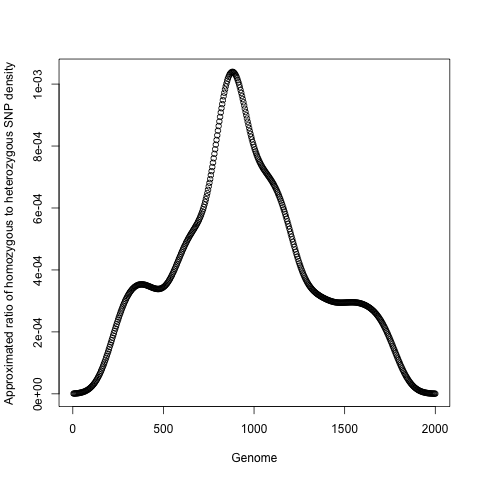 Approximated ratio of homozygous to heterozygous SNP density
1e-03
8e-04
6e-04
4e-04
2e-04
0e+00
0 500 1000 1500 2000
Genome